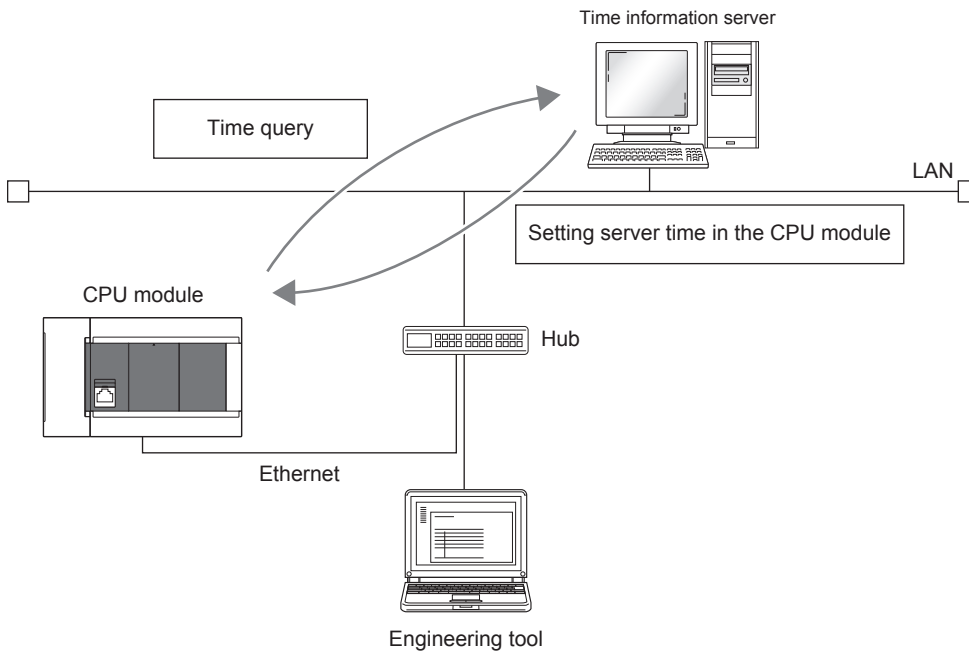 Time information server
Time query
LAN
Setting server time in the CPU module
CPU module
Hub
Ethernet
Engineering tool